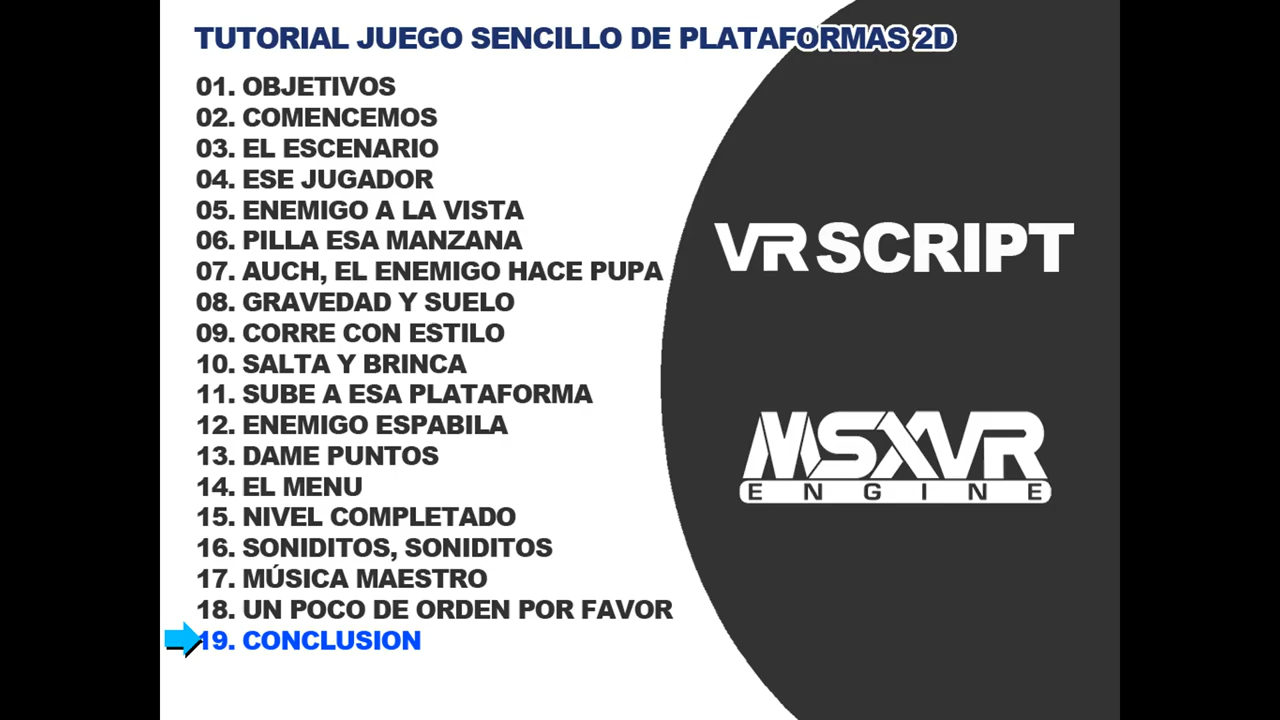 TUTORIAL JUEGO SENCILLO DE PLATAFORMAS 2D
01. OBJETIVOS
02. COMENCEMOS
03. EL ESCENARIO
04. ESE JUGADOR
05. ENEMIGO A LA VISTA
06. PILLA ESA MANZANA
07. AUCH, EL ENEMIGO HACE PUPA
08. GRAVEDAD Y SUELO
09. CORRE CON ESTILO
10. SALTA Y BRINCA
11. SUBE A ESA PLATAFORMA
12. ENEMIGO ESPABILA
13. DAME PUNTOS
14. EL MENU
15. NIVEL COMPLETADO
16. SONIDITOS, SONIDITOS
17. MÚSICA MAESTRO
18. UN POCO DE ORDEN POR FAVOR
19. CONCLUSION
VR SCRIPT
MSXVR
ENGINE